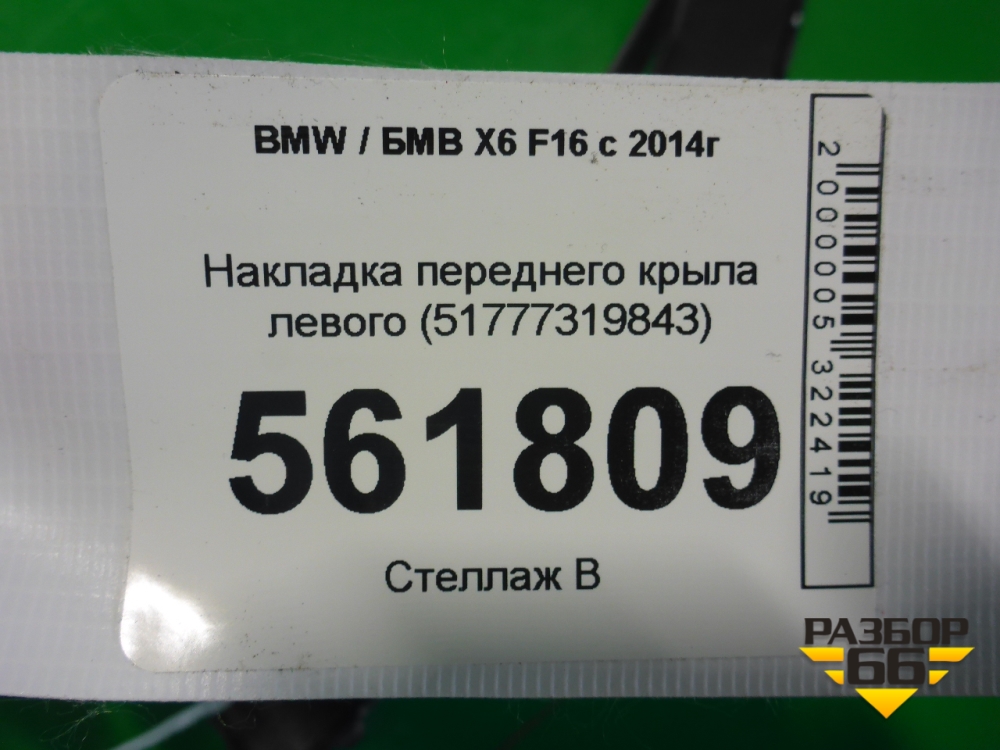 BMW / БМВ X6 F16 с 2014г
Накладка переднего крыла
левого (51777319843)
561809
Стеллаж В
2000005322419
РАЗБОР
66